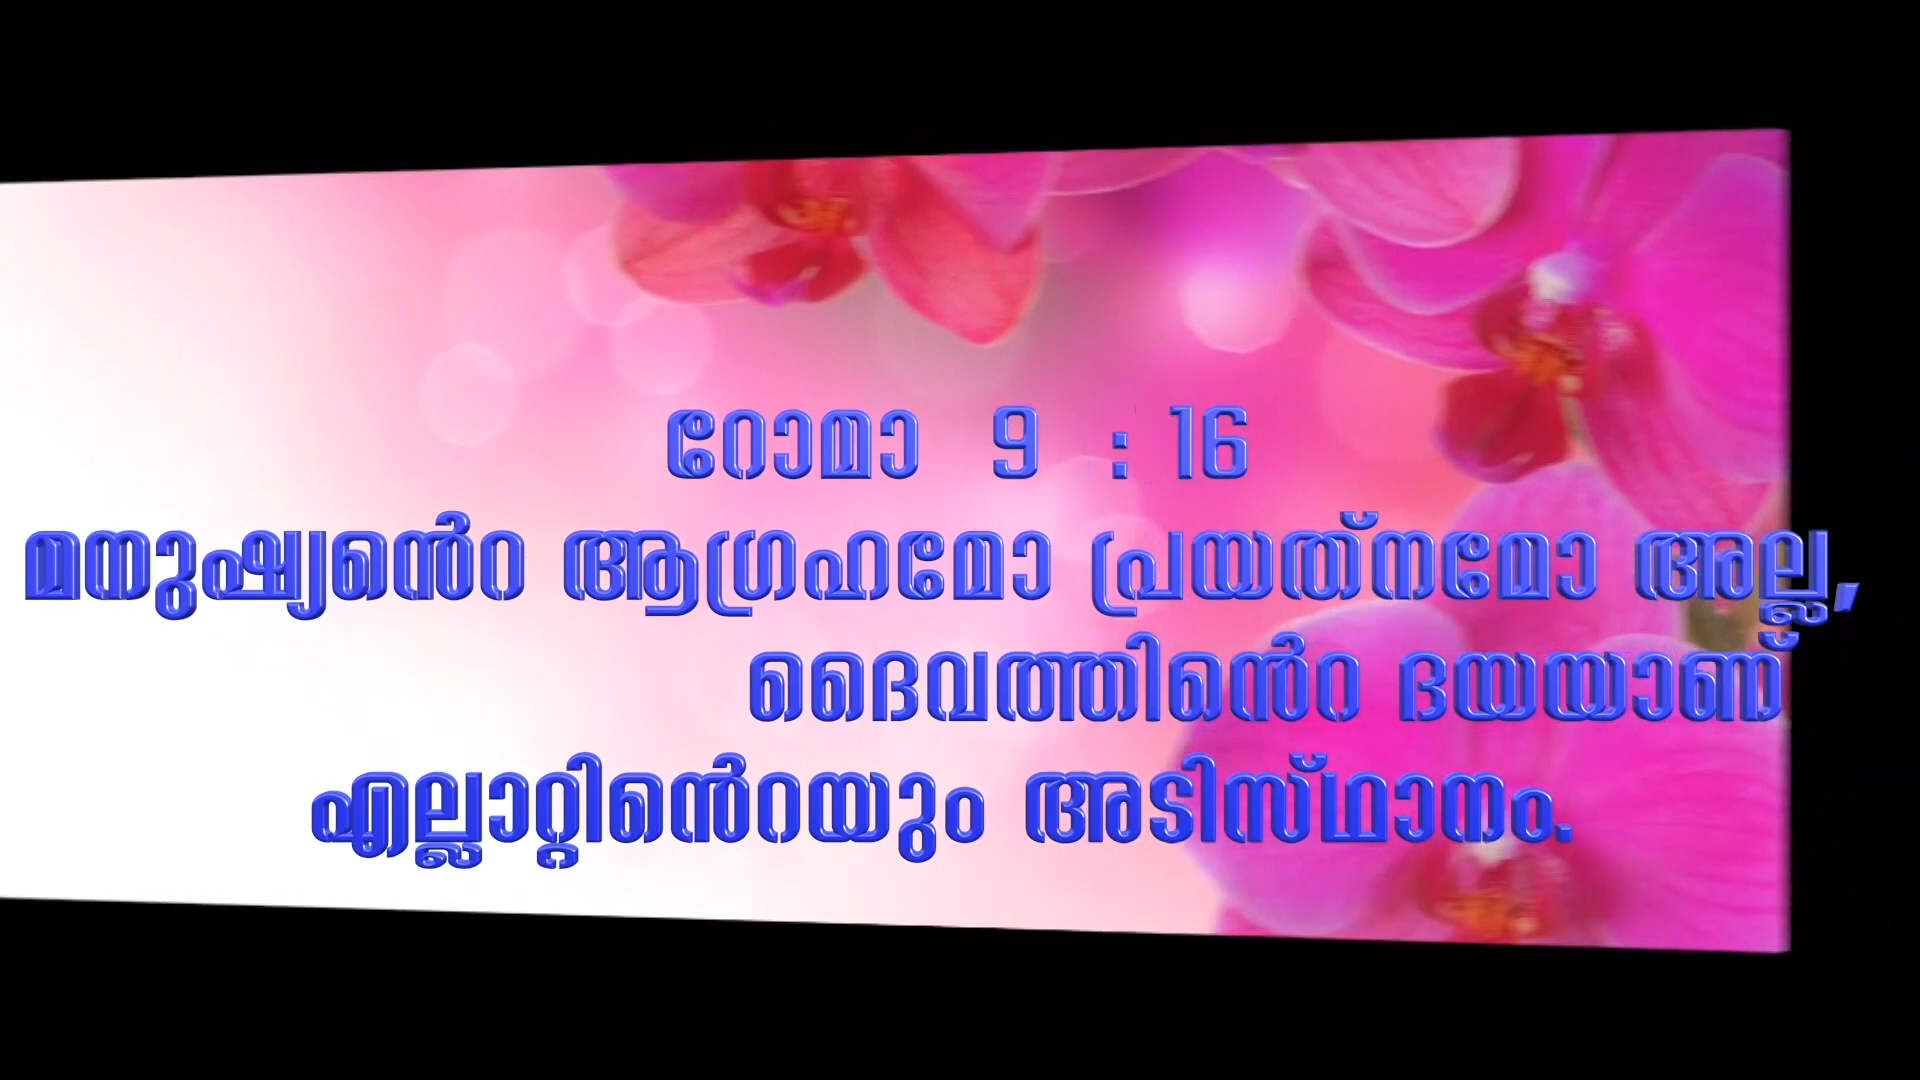 റോമാ 9 : 16
മനുഷ്യൻെറ ആഗ്രഹമോ പ്രയത്‌നമോ അല്ല,
ദൈവത്തിൻെറ ദയയാണ്
എല്ലാറ്റിൻെറയും അടിസ്ഥാനം.